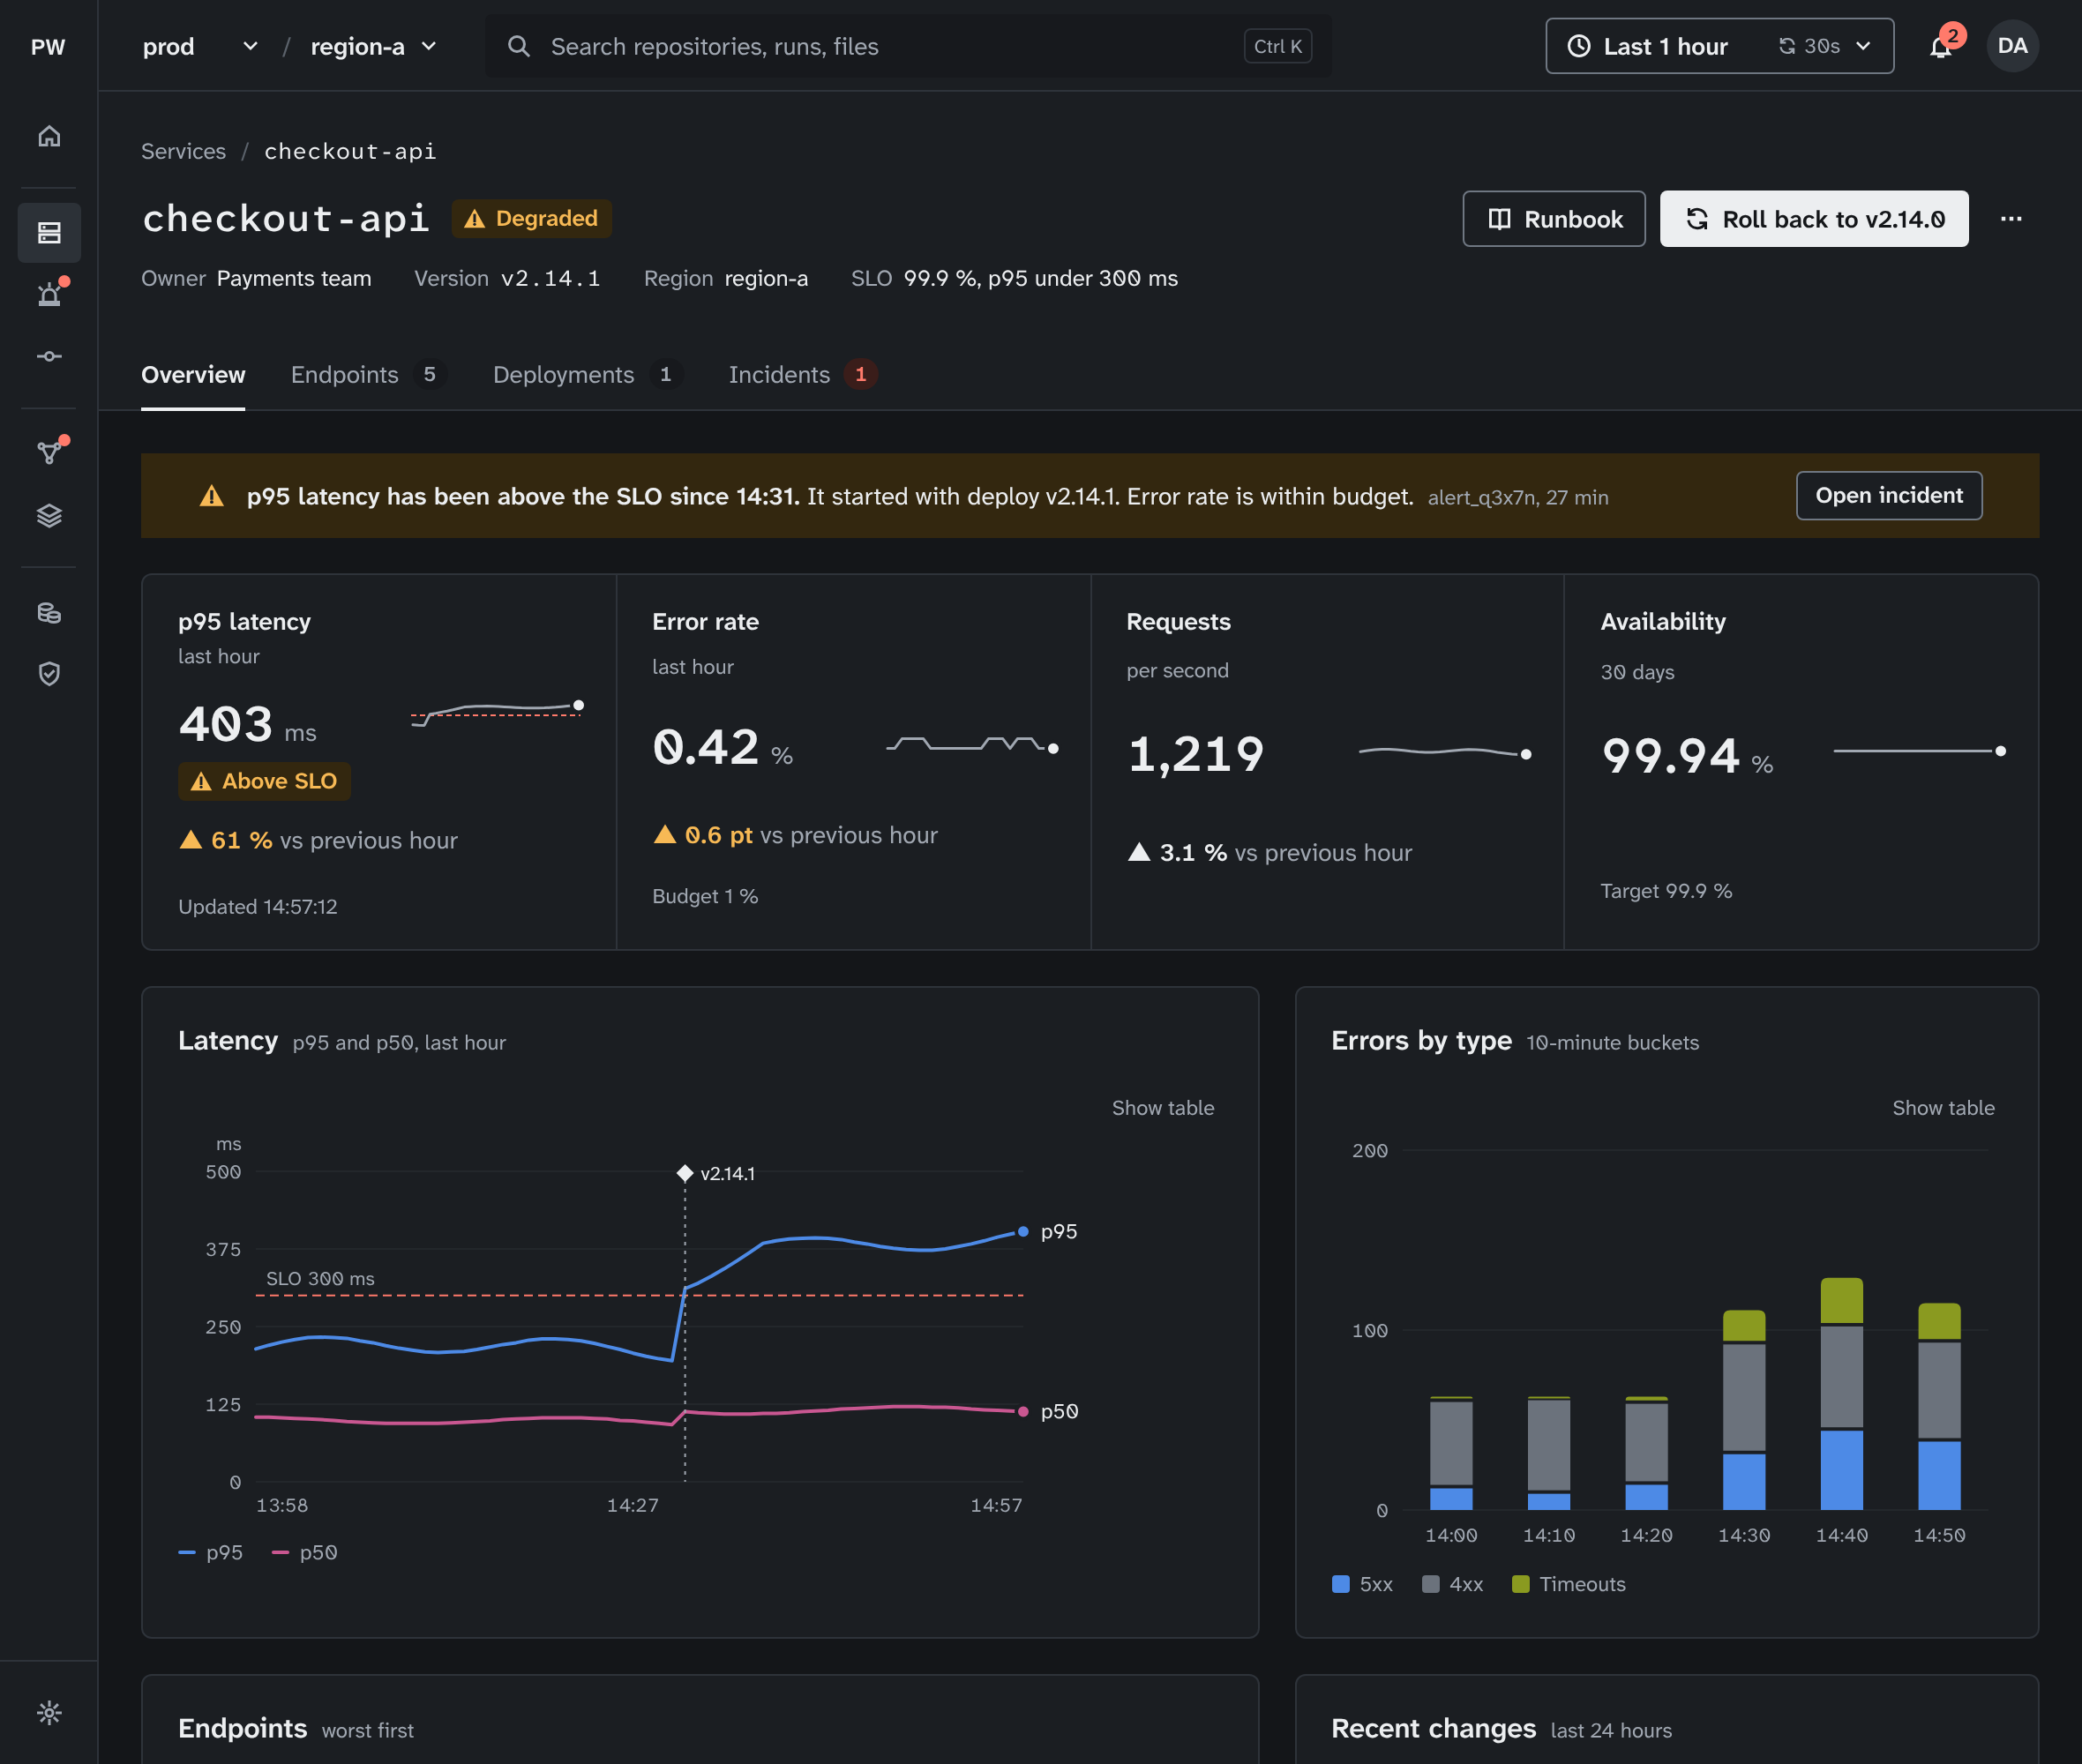 PW
prod / region-a
Search repositories, runs, files
Ctrl K
Last 1 hour
30s
2
DA
Services / checkout-api
checkout-api
Degraded
Runbook
Roll back to v2.14.0
Owner Payments team Version v2.14.1 Region region-a SLO 99.9 %, p95 under 300 ms
Overview
Endpoints 5
Deployments 1
Incidents 1
p95 latency has been above the SLO since 14:31. It started with deploy v2.14.1. Error rate is within budget. alert_q3x7n, 27 min
Open incident
p95 latency
last hour
403 ms
Above SLO
61 % vs previous hour
Updated 14:57:12
Error rate
last hour
0.42 %
0.6 pt vs previous hour
Budget 1 %
Requests
per second
1,219
3.1 % vs previous hour
Availability
30 days
99.94 %
Target 99.9 %
Latency p95 and p50, last hour
Show table
ms
500
v2.14.1
p95
375
SLO 300 ms
250
125
p50
0
13:58 14:27 14:57
p95 p50
Errors by type 10-minute buckets
Show table
200
100
0
14:00 14:10 14:20 14:30 14:40 14:50
5xx 4xx Timeouts
Endpoints worst first
Recent changes last 24 hours